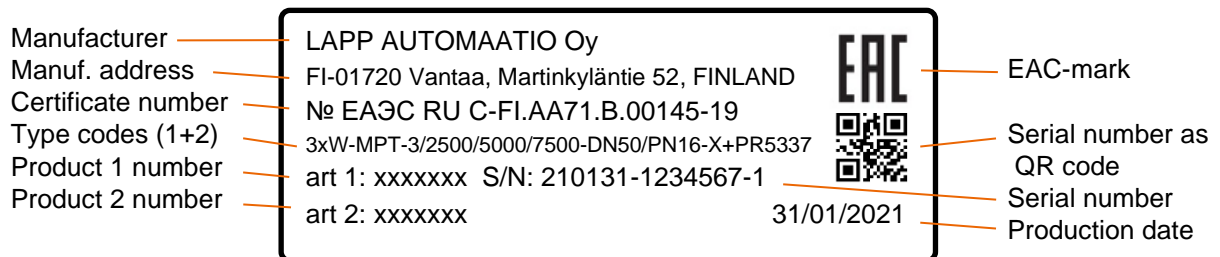 Manufacturer
Manuf. address
Certificate number
Type codes (1+2)
Product 1 number
Product 2 number
LAPP AUTOMAATIO Oy
FI-01720 Vantaa, Martinkyläntie 52, FINLAND
№ ЕАЭС RU C-FI.AA71.B.00145-19
3xW-MPT-3/2500/5000/7500-DN50/PN16-X+PR5337
art 1: xxxxxxx S/N: 210131-1234567-1
art 2: xxxxxxx 31/01/2021
EAC
EAC-mark
Serial number as
QR code
Serial number
Production date